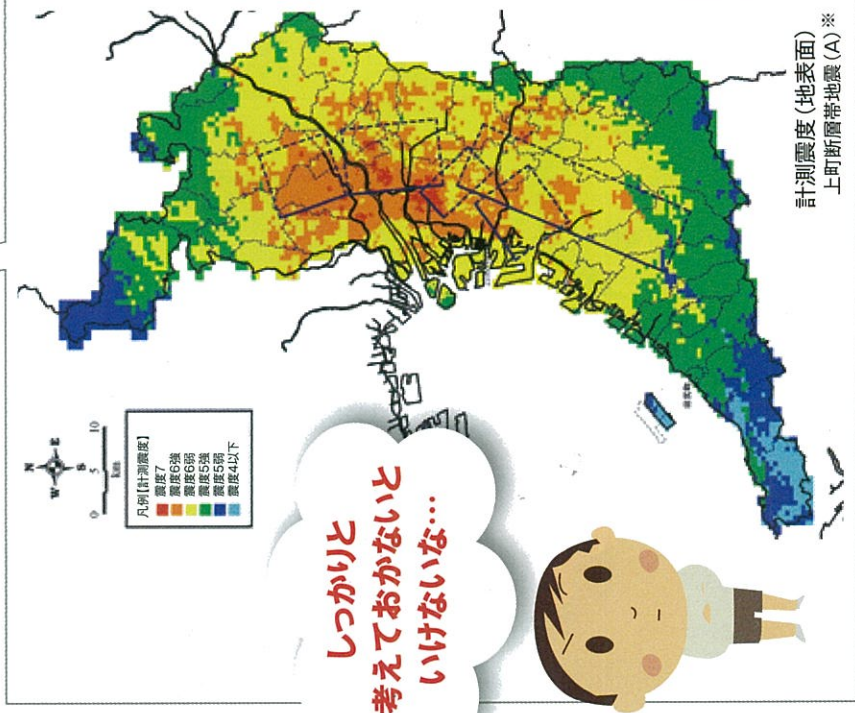 計測震度(地表面)
上町断層帯地震(A)※
N
W E
S
0 5 10
km
凡例【計測震度】
震度7
震度6強
震度6弱
震度5強
震度5弱
震度4以下
しっかりと
考えておかないと
いけないな…